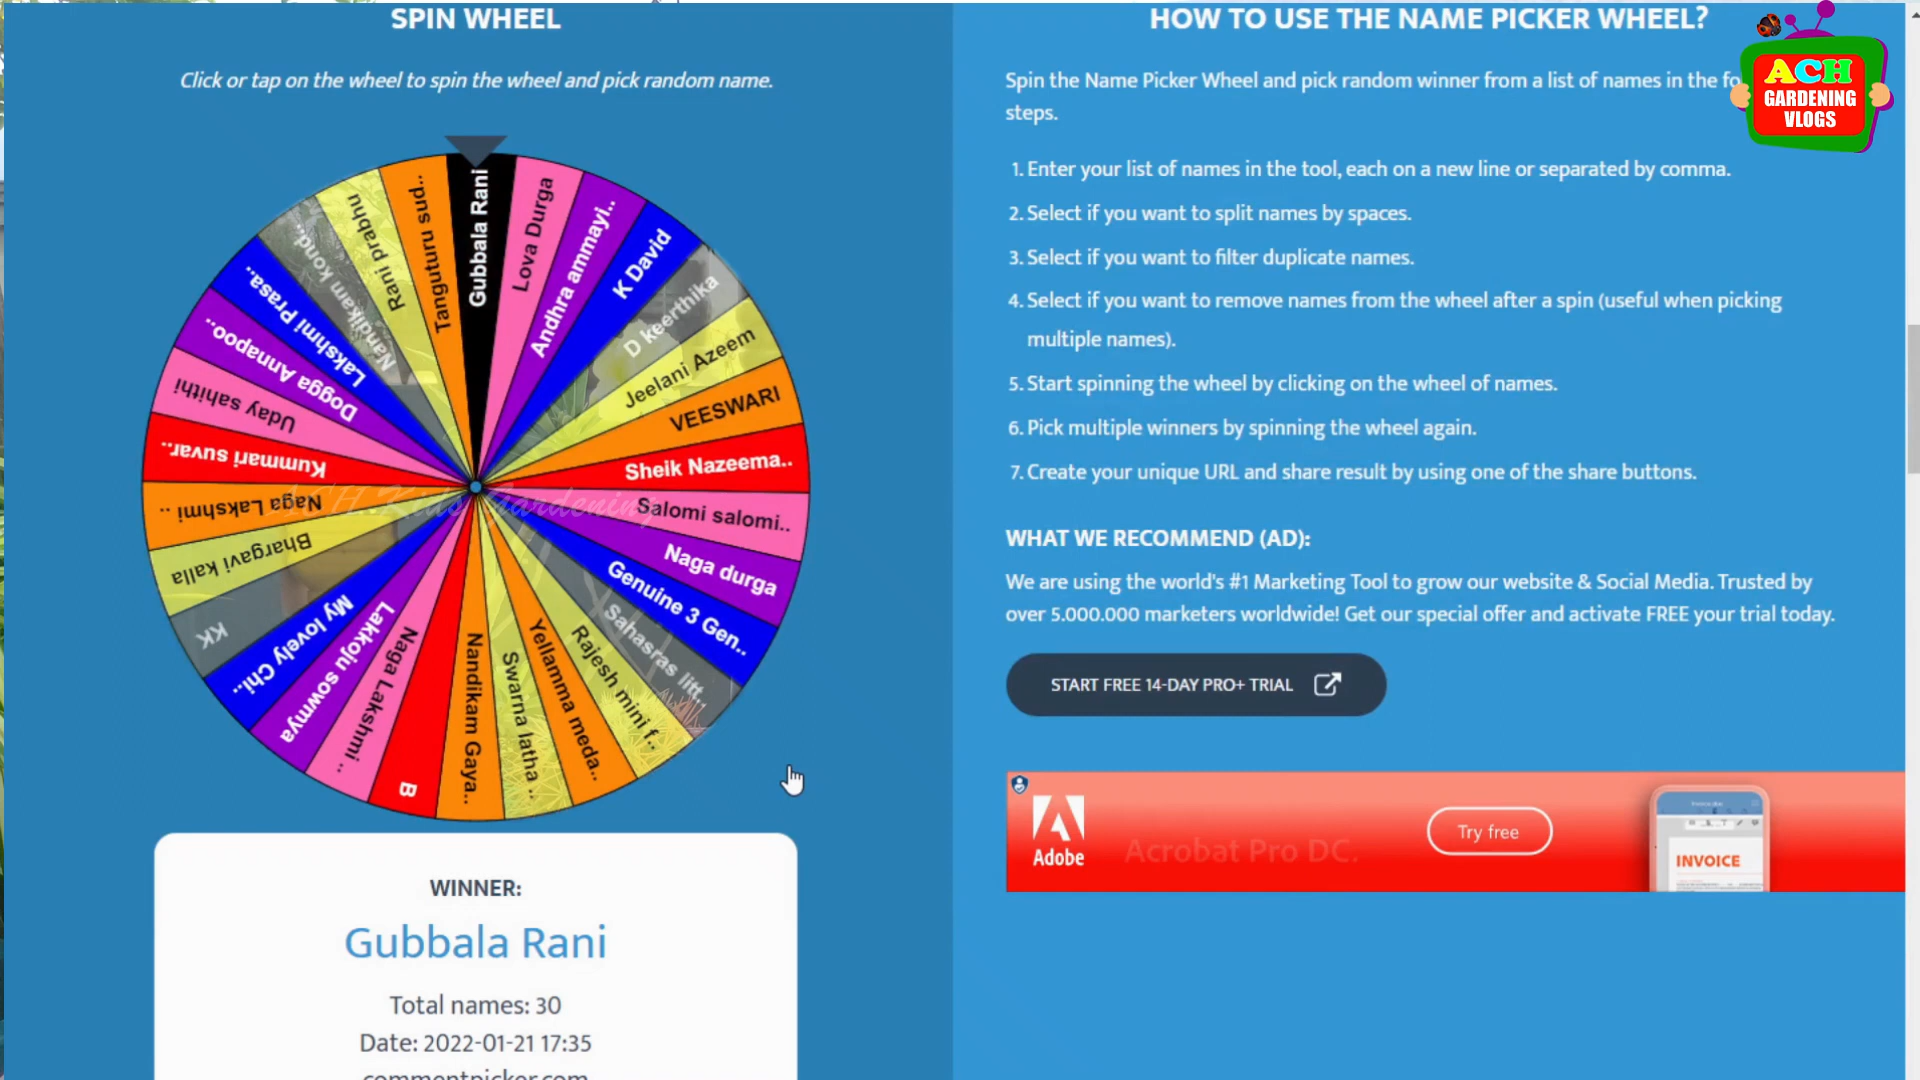 SPIN WHEEL
Click or tap on the wheel to spin the wheel and pick random name.
Gubbala Rani
Lova Durga
Andhra ammayi..
K David
D keerthika
Jeelani Azeem
VEESWARI
Sheik Nazeema..
Salomi salomi..
Naga durga
Genuine 3 Gen..
Sahasras litt..
Rajesh mini f..
Yellamma meda..
Swarna latha ..
Nandikam Gaya..
B
Naga Lakshmi ..
Lakkoju sowmya
My lovely Chi..
KK
Bhargavi kalla
Naga Lakshmi ..
Kummari suvar..
Uday sahithi
Dogga Annapoo..
Lakshmi Prasa..
Nandikam kond..
Rani prabhu
Tanguturu sud..
ACH.Kids Gardening
WINNER:
Gubbala Rani
Total names: 30
Date: 2022-01-21 17:35
commentpicker.com
HOW TO USE THE NAME PICKER WHEEL?
Spin the Name Picker Wheel and pick random winner from a list of names in the fo
steps.
1. Enter your list of names in the tool, each on a new line or separated by comma.
2. Select if you want to split names by spaces.
3. Select if you want to filter duplicate names.
4. Select if you want to remove names from the wheel after a spin (useful when picking
multiple names).
5. Start spinning the wheel by clicking on the wheel of names.
6. Pick multiple winners by spinning the wheel again.
7. Create your unique URL and share result by using one of the share buttons.
WHAT WE RECOMMEND (AD):
We are using the world's #1 Marketing Tool to grow our website & Social Media. Trusted by
over 5.000.000 marketers worldwide! Get our special offer and activate FREE your trial today.
START FREE 14-DAY PRO+ TRIAL
Adobe
Acrobat Pro DC.
Try free
INVOICE
ACH
GARDENING
VLOGS